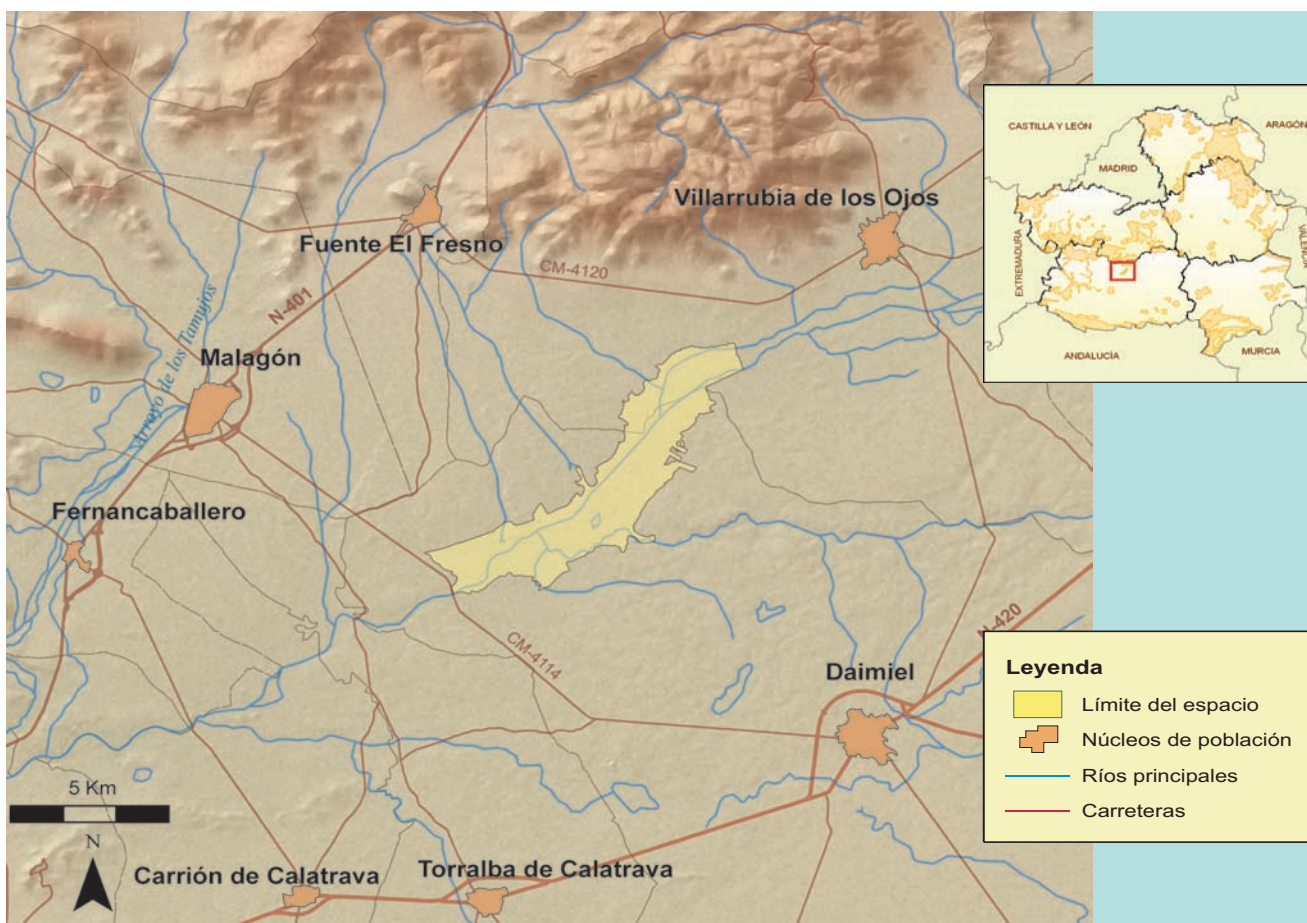 Villarrubia de los Ojos
Fuente El Fresno
CM-4120
N-401
Arroyo de los Tamujos
Malagón
Fernancaballero
CM-4114
N-420
Daimiel
5 Km
N
Carrión de Calatrava
Torralba de Calatrava
CASTILLA Y LEÓN
ARAGÓN
MADRID
EXTREMADURA
VALENCIA
ANDALUCÍA
MURCIA
Leyenda
Límite del espacio
Núcleos de población
Ríos principales
Carreteras